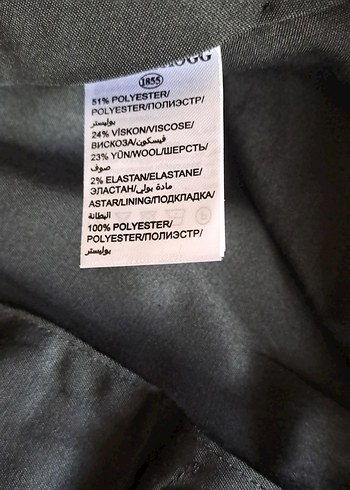 1855
51% POLYESTER/
POLYESTER/ПОЛИЭСТР/
بوليستر
24% VİSKON/VISCOSE/
ВИСКОЗА/فيسكون
23% YÜN/WOOL/ШЕРСТЬ/
صوف
2% ELASTAN/ELASTANE/
ЭЛАСТАН/مادة بولي
ASTAR/LINING/ПОДКЛАДКА/
البطانة
100% POLYESTER/
POLYESTER/ПОЛИЭСТР/
بوليستر